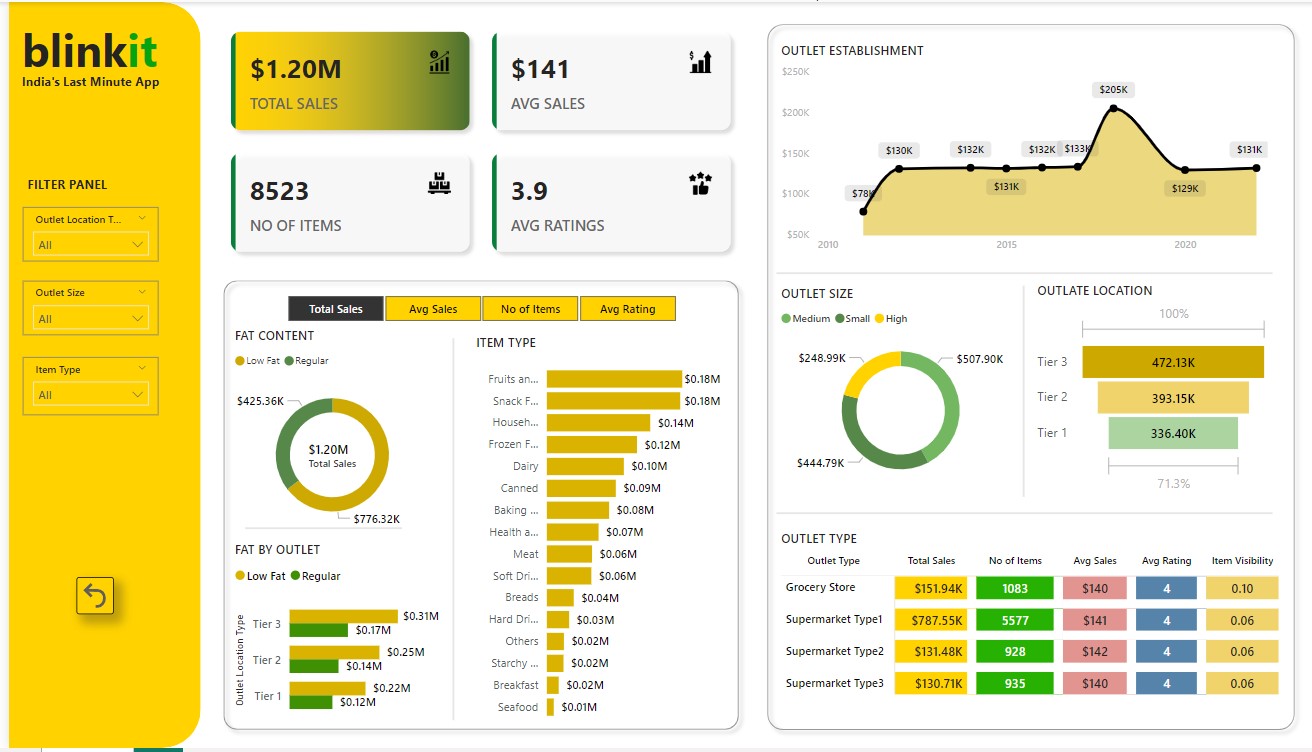 blinkit
India's Last Minute App
FILTER PANEL
Outlet Location T...
All
Outlet Size
All
Item Type
All
$1.20M
TOTAL SALES
$141
AVG SALES
8523
NO OF ITEMS
3.9
AVG RATINGS
Total Sales
Avg Sales
No of Items
Avg Rating
FAT CONTENT
Low Fat
Regular
$425.36K
$1.20M
Total Sales
$776.32K
FAT BY OUTLET
Low Fat
Regular
Outlet Location Type
Tier 3
$0.31M
$0.17M
Tier 2
$0.25M
$0.14M
Tier 1
$0.22M
$0.12M
ITEM TYPE
Fruits an... $0.18M
Snack F... $0.18M
Househ... $0.14M
Frozen F... $0.12M
Dairy $0.10M
Canned $0.09M
Baking ... $0.08M
Health a... $0.07M
Meat $0.06M
Soft Dri... $0.06M
Breads $0.04M
Hard Dri... $0.03M
Others $0.02M
Starchy ... $0.02M
Breakfast $0.02M
Seafood $0.01M
OUTLET ESTABLISHMENT
$250K
$200K
$150K
$100K
$50K
$78K
$130K
$132K
$131K
$132K
$133K
$205K
$129K
$131K
2010
2015
2020
OUTLET SIZE
Medium
Small
High
$248.99K
$507.90K
$444.79K
OUTLATE LOCATION
100%
Tier 3 472.13K
Tier 2 393.15K
Tier 1 336.40K
71.3%
OUTLET TYPE
Outlet Type Total Sales No of Items Avg Sales Avg Rating Item Visibility
Grocery Store $151.94K 1083 $140 4 0.10
Supermarket Type1 $787.55K 5577 $141 4 0.06
Supermarket Type2 $131.48K 928 $142 4 0.06
Supermarket Type3 $130.71K 935 $140 4 0.06